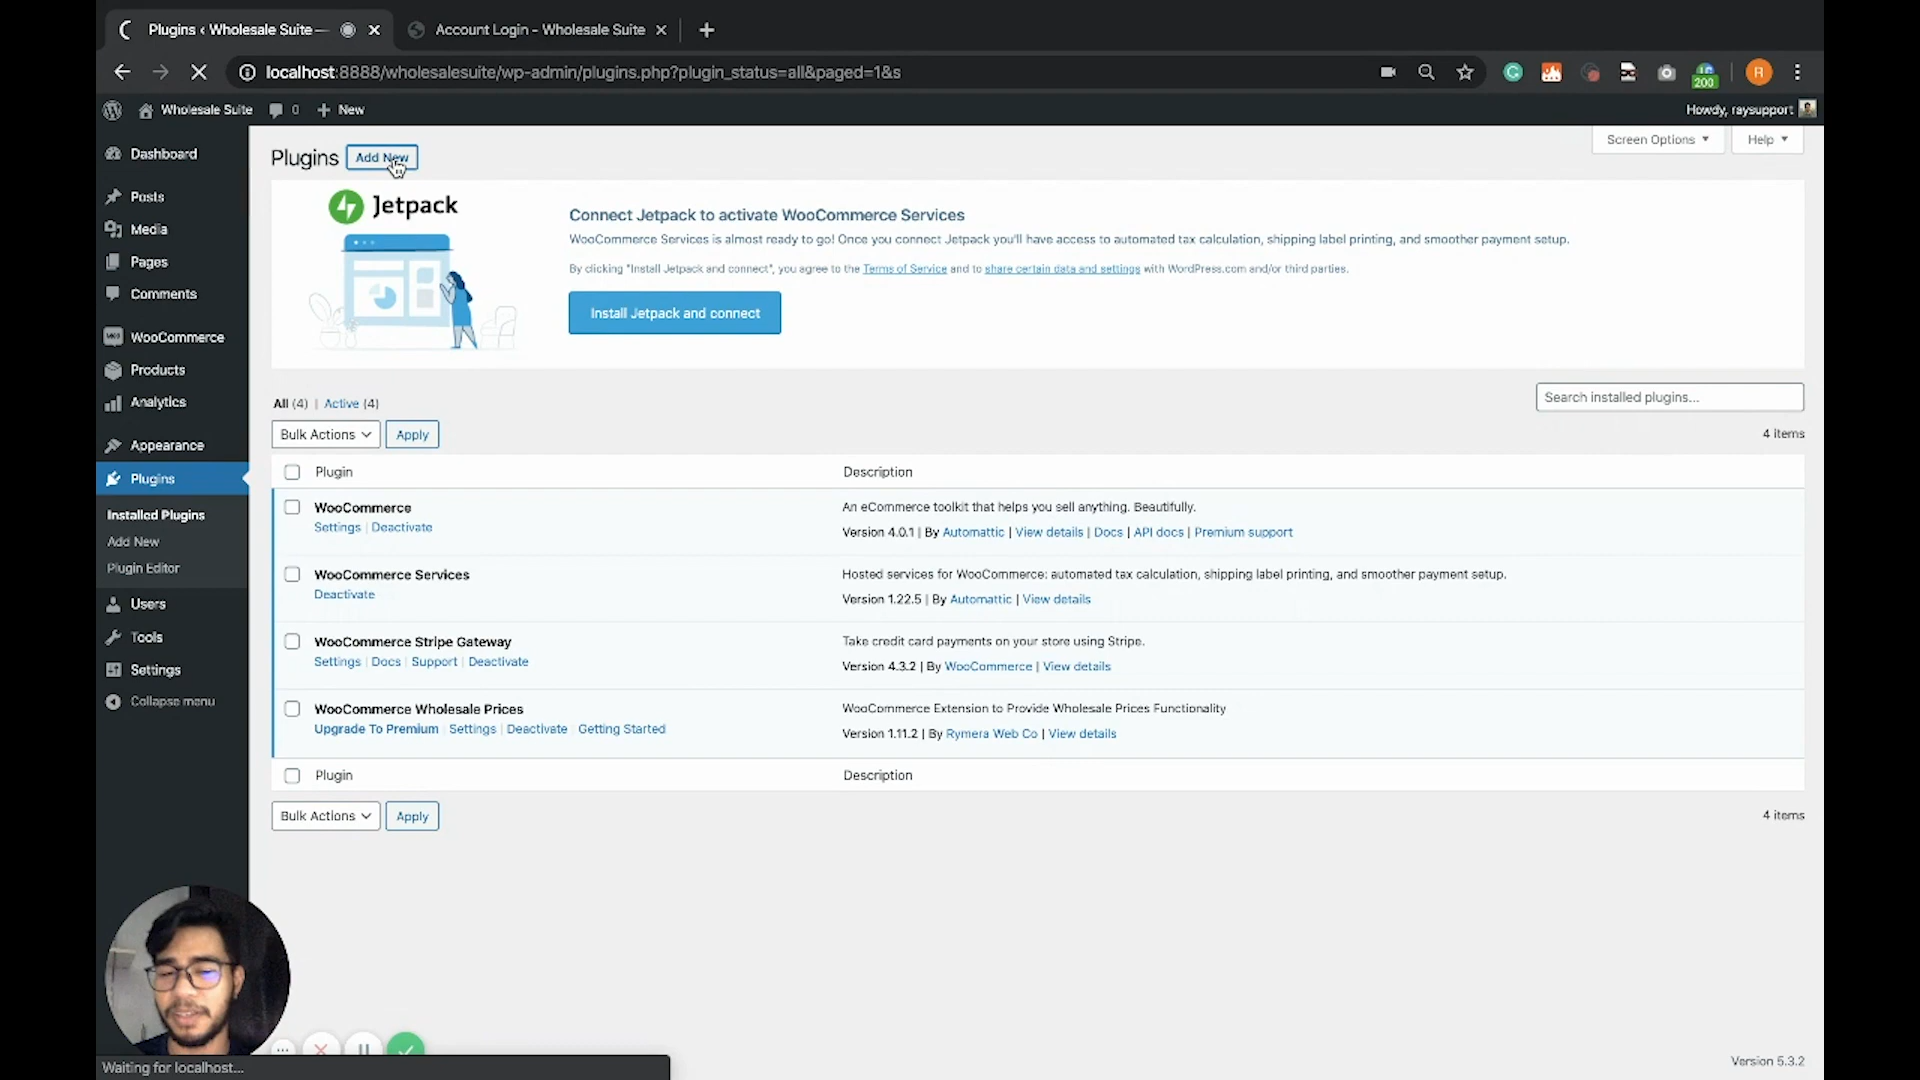 Plugins ‹ Wholesale Suite —
Account Login - Wholesale Suite
localhost:8888/wholesalesuite/wp-admin/plugins.php?plugin_status=all&paged=1&s
200
R
Wholesale Suite
0
New
Howdy, raysupport
Dashboard
Posts
Media
Pages
Comments
WooCommerce
Products
Analytics
Appearance
Plugins
Installed Plugins
Add New
Plugin Editor
Users
Tools
Settings
Collapse menu
Screen Options
Help
Plugins
Add New
Jetpack
Connect Jetpack to activate WooCommerce Services
WooCommerce Services is almost ready to go! Once you connect Jetpack you'll have access to automated tax calculation, shipping label printing, and smoother payment setup.
By clicking "Install Jetpack and connect", you agree to the Terms of Service and to share certain data and settings with WordPress.com and/or third parties.
Install Jetpack and connect
All (4) | Active (4)
Search installed plugins...
Bulk Actions
Apply
4 items
Plugin
Description
WooCommerce
Settings | Deactivate
An eCommerce toolkit that helps you sell anything. Beautifully.
Version 4.0.1 | By Automattic | View details | Docs | API docs | Premium support
WooCommerce Services
Deactivate
Hosted services for WooCommerce: automated tax calculation, shipping label printing, and smoother payment setup.
Version 1.22.5 | By Automattic | View details
WooCommerce Stripe Gateway
Settings | Docs | Support | Deactivate
Take credit card payments on your store using Stripe.
Version 4.3.2 | By WooCommerce | View details
WooCommerce Wholesale Prices
Upgrade To Premium | Settings | Deactivate | Getting Started
WooCommerce Extension to Provide Wholesale Prices Functionality
Version 1.11.2 | By Rymera Web Co | View details
Plugin
Description
Bulk Actions
Apply
4 items
Version 5.3.2
Waiting for localhost...